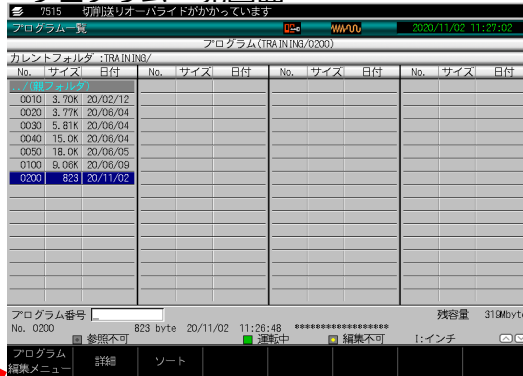 7515 切削送りオーバライドがかかっています
プログラム一覧 2020/11/02 11:27:02
プログラム(TRAINING/0200)
カレントフォルダ :TRAINING/
No. サイズ 日付 No. サイズ 日付 No. サイズ 日付 No. サイズ 日付
../(親フォルダ)
0010 3.70K 20/02/12
0020 3.77K 20/06/04
0030 5.81K 20/06/04
0040 15.0K 20/06/04
0050 18.0K 20/06/05
0100 9.06K 20/06/09
0200 823 20/11/02
プログラム番号 残容量 319Mbyte
No. 0200 823 byte 20/11/02 11:26:48 ******************
参照不可 運転中 編集不可 I:インチ
プログラム 詳細 ソート
編集メニュー